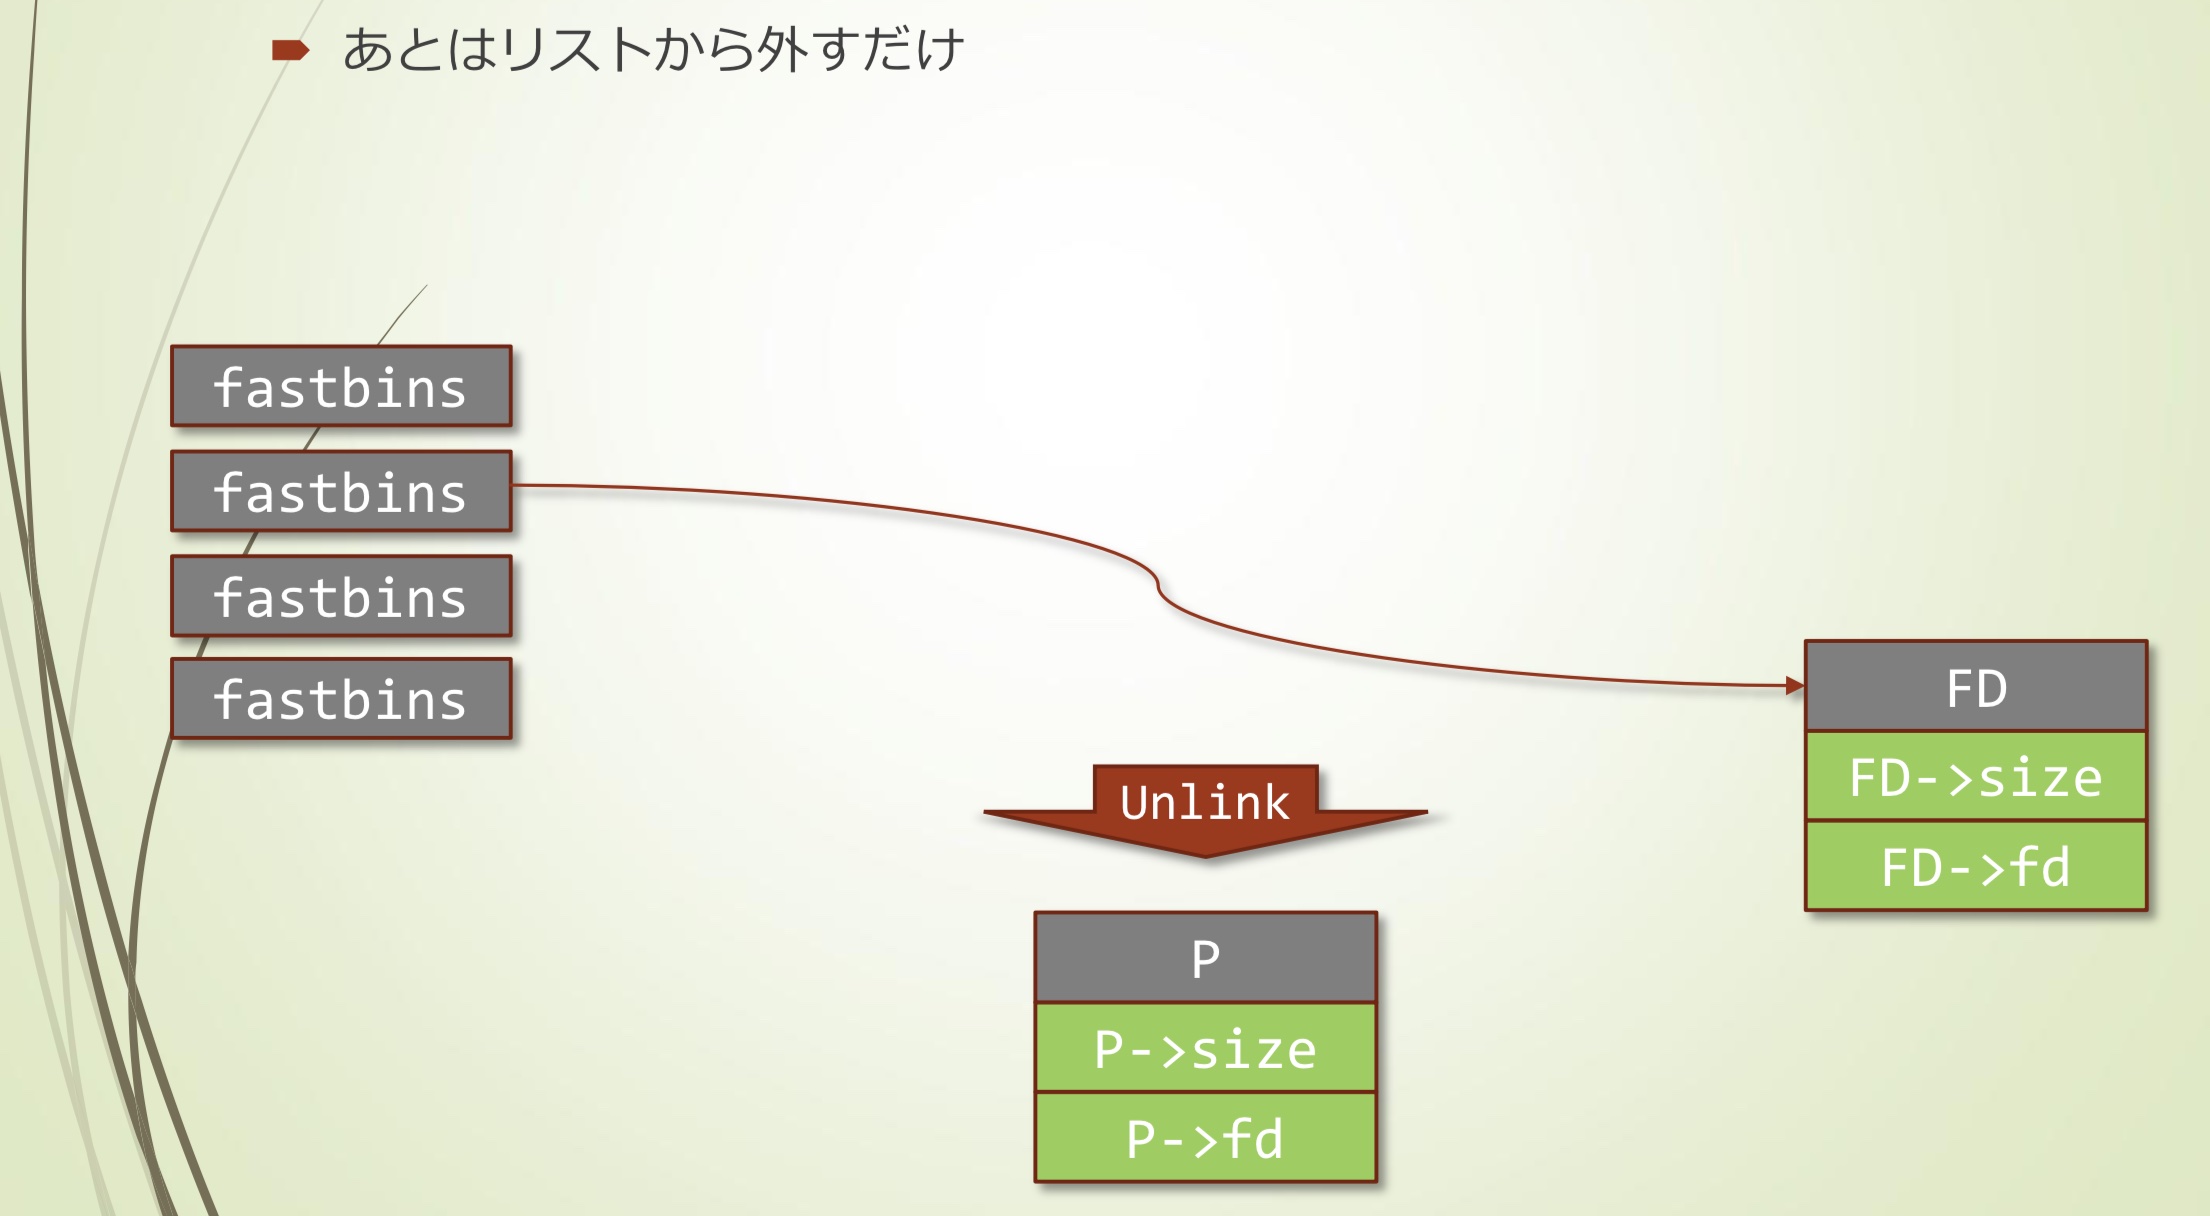 あとはリストから外すだけ
fastbins
fastbins
fastbins
fastbins
FD
FD->size
FD->fd
Unlink
P
P->size
P->fd